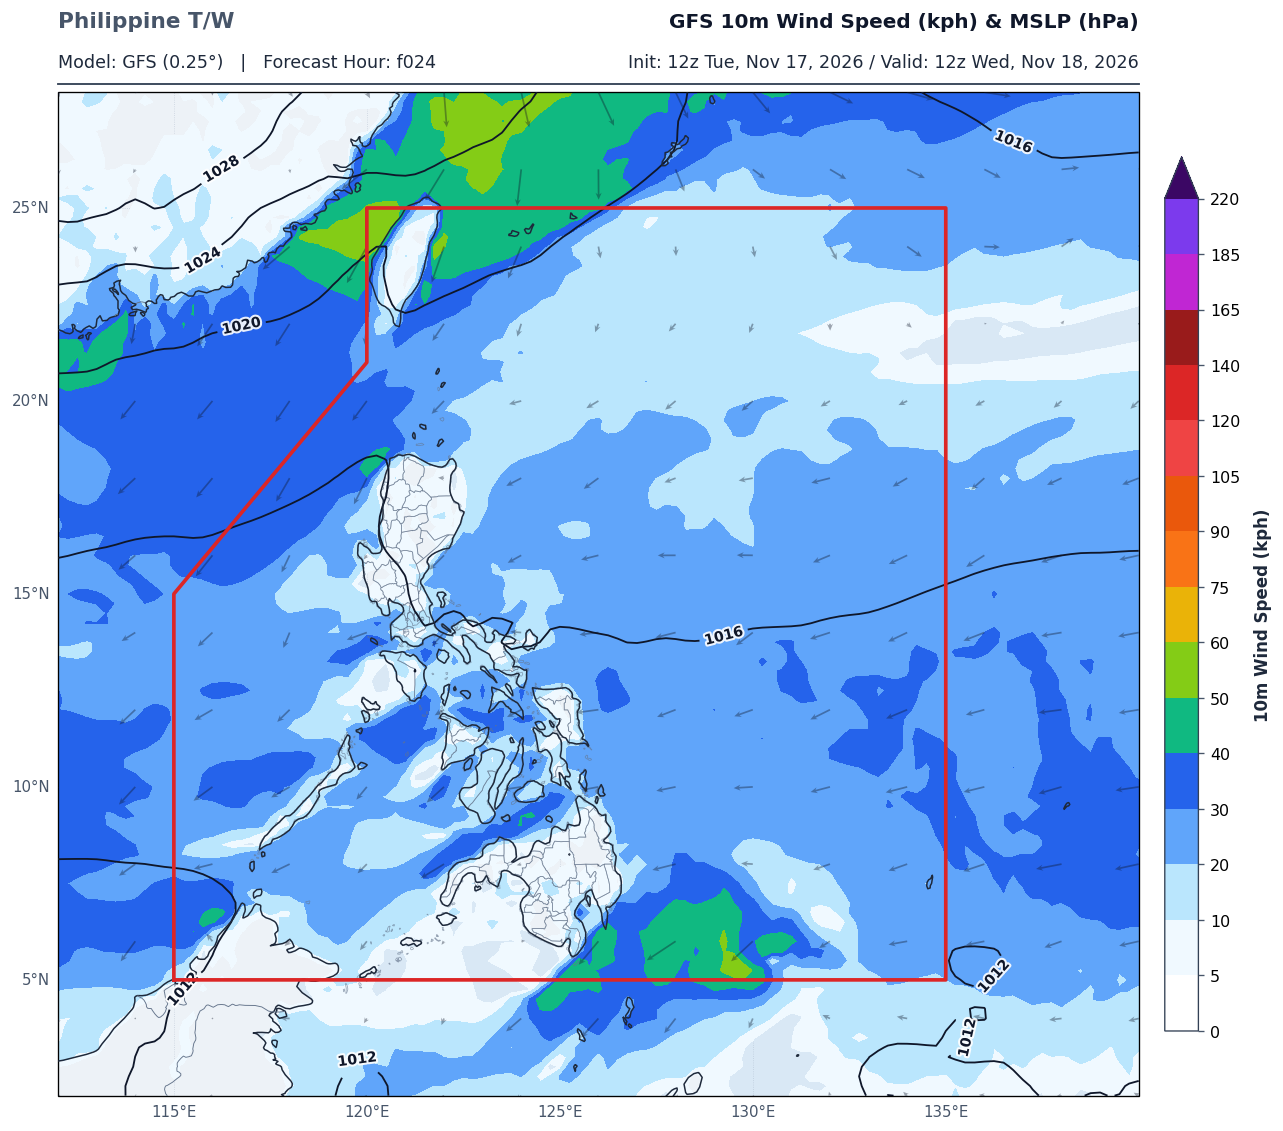 Philippine T/W
GFS 10m Wind Speed (kph) & MSLP (hPa)
Model: GFS (0.25°)   |   Forecast Hour: f024
Init: 12z Tue, Nov 17, 2026 / Valid: 12z Wed, Nov 18, 2026
1016
1028
1024
1020
1016
1012
1012
1012
1012
25°N
20°N
15°N
10°N
5°N
115°E
120°E
125°E
130°E
135°E
220
185
165
140
120
105
90
75
60
50
40
30
20
10
5
0
10m Wind Speed (kph)